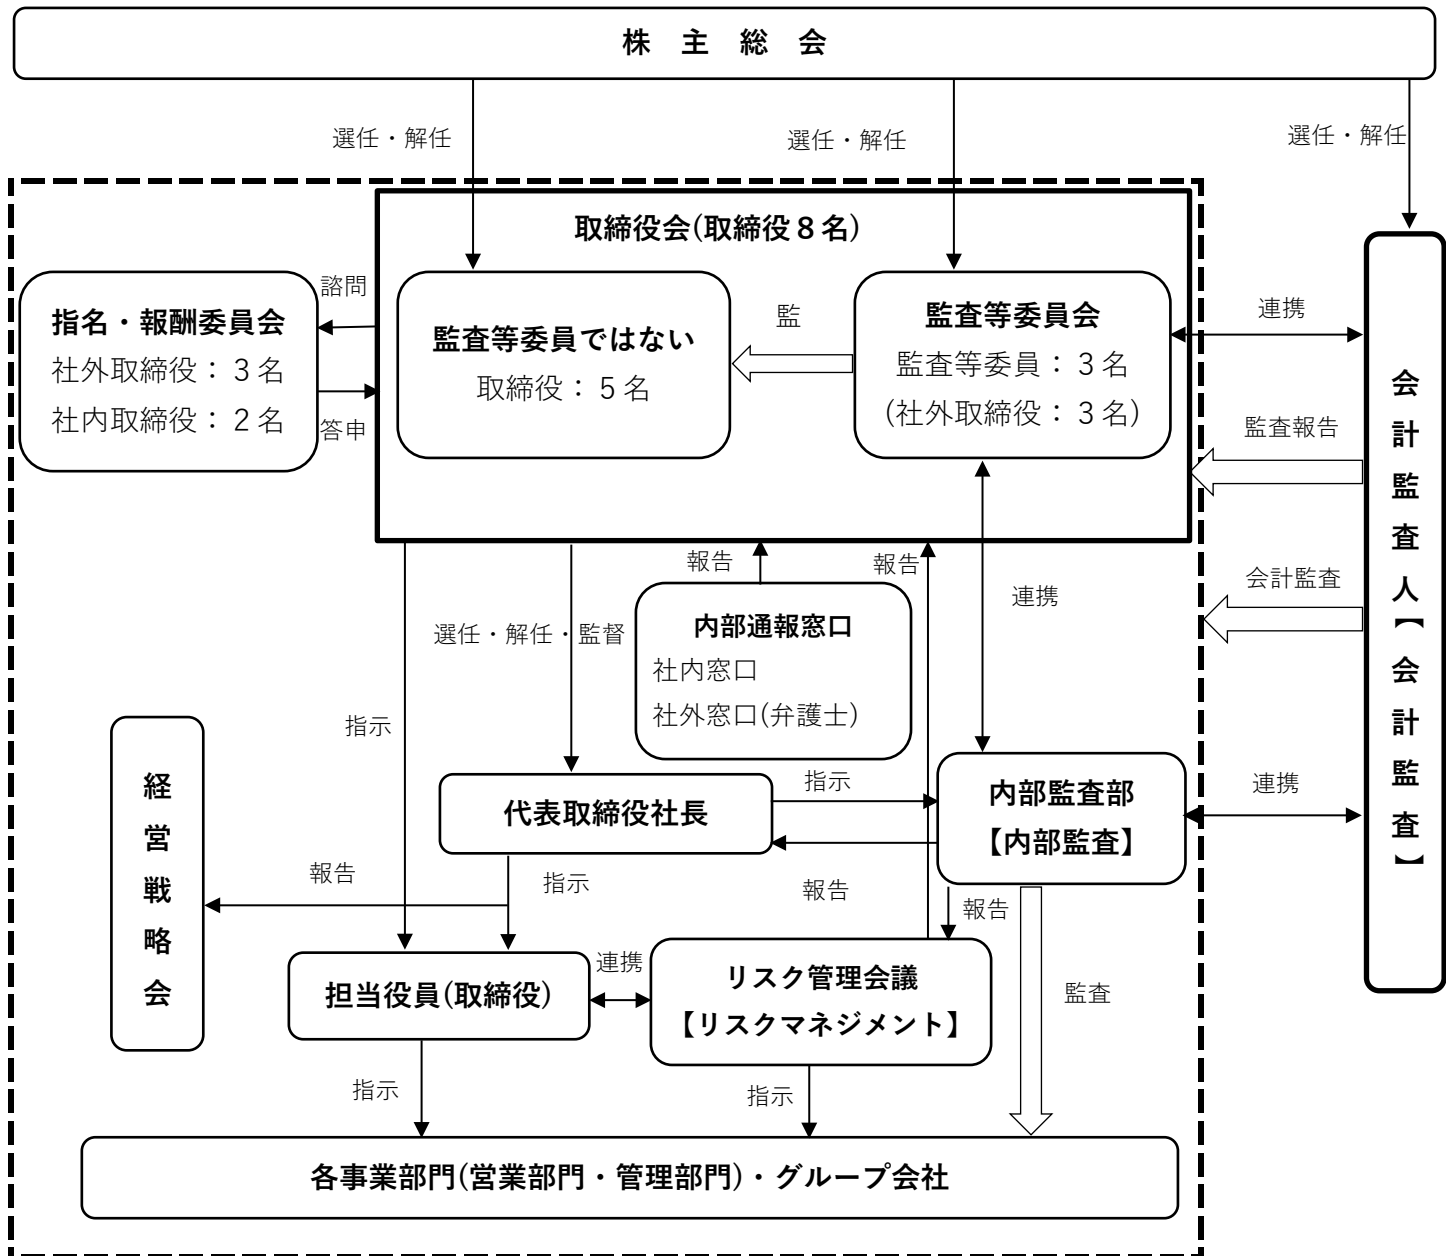 株 主 総 会
選任・解任
選任・解任
選任・解任
取締役会(取締役８名)
指名・報酬委員会
社外取締役：３名
社内取締役：２名
諮問
答申
監査等委員ではない
取締役：５名
監
監査等委員会
監査等委員：３名
(社外取締役：３名)
連携
監査報告
会計監査
連携
会計監査人【会計監査】
報告
報告
連携
選任・解任・監督
内部通報窓口
社内窓口
社外窓口(弁護士)
指示
経営戦略会
代表取締役社長
指示
内部監査部
【内部監査】
報告
指示
報告
報告
担当役員(取締役)
連携
リスク管理会議
【リスクマネジメント】
監査
指示
指示
各事業部門(営業部門・管理部門)・グループ会社